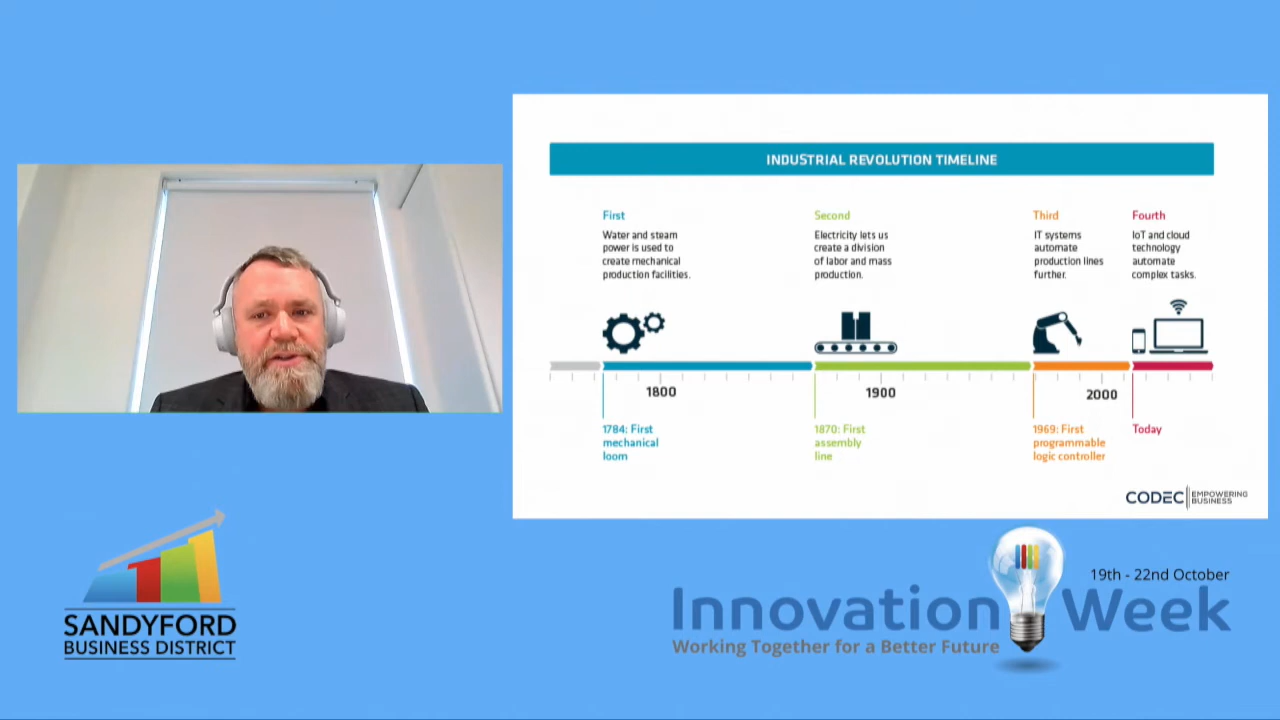 INDUSTRIAL REVOLUTION TIMELINE
First
Water and steam
power is used to
create mechanical
production facilities.
Second
Electricity lets us
create a division
of labor and mass
production.
Third
IT systems
automate
production lines
further.
Fourth
IoT and cloud
technology
automate
complex tasks.
1800
1900
2000
1784: First
mechanical
loom
1870: First
assembly
line
1969: First
programmable
logic controller
Today
CODEC EMPOWERING
BUSINESS
SANDYFORD
BUSINESS DISTRICT
19th - 22nd October
Innovation Week
Working Together for a Better Future